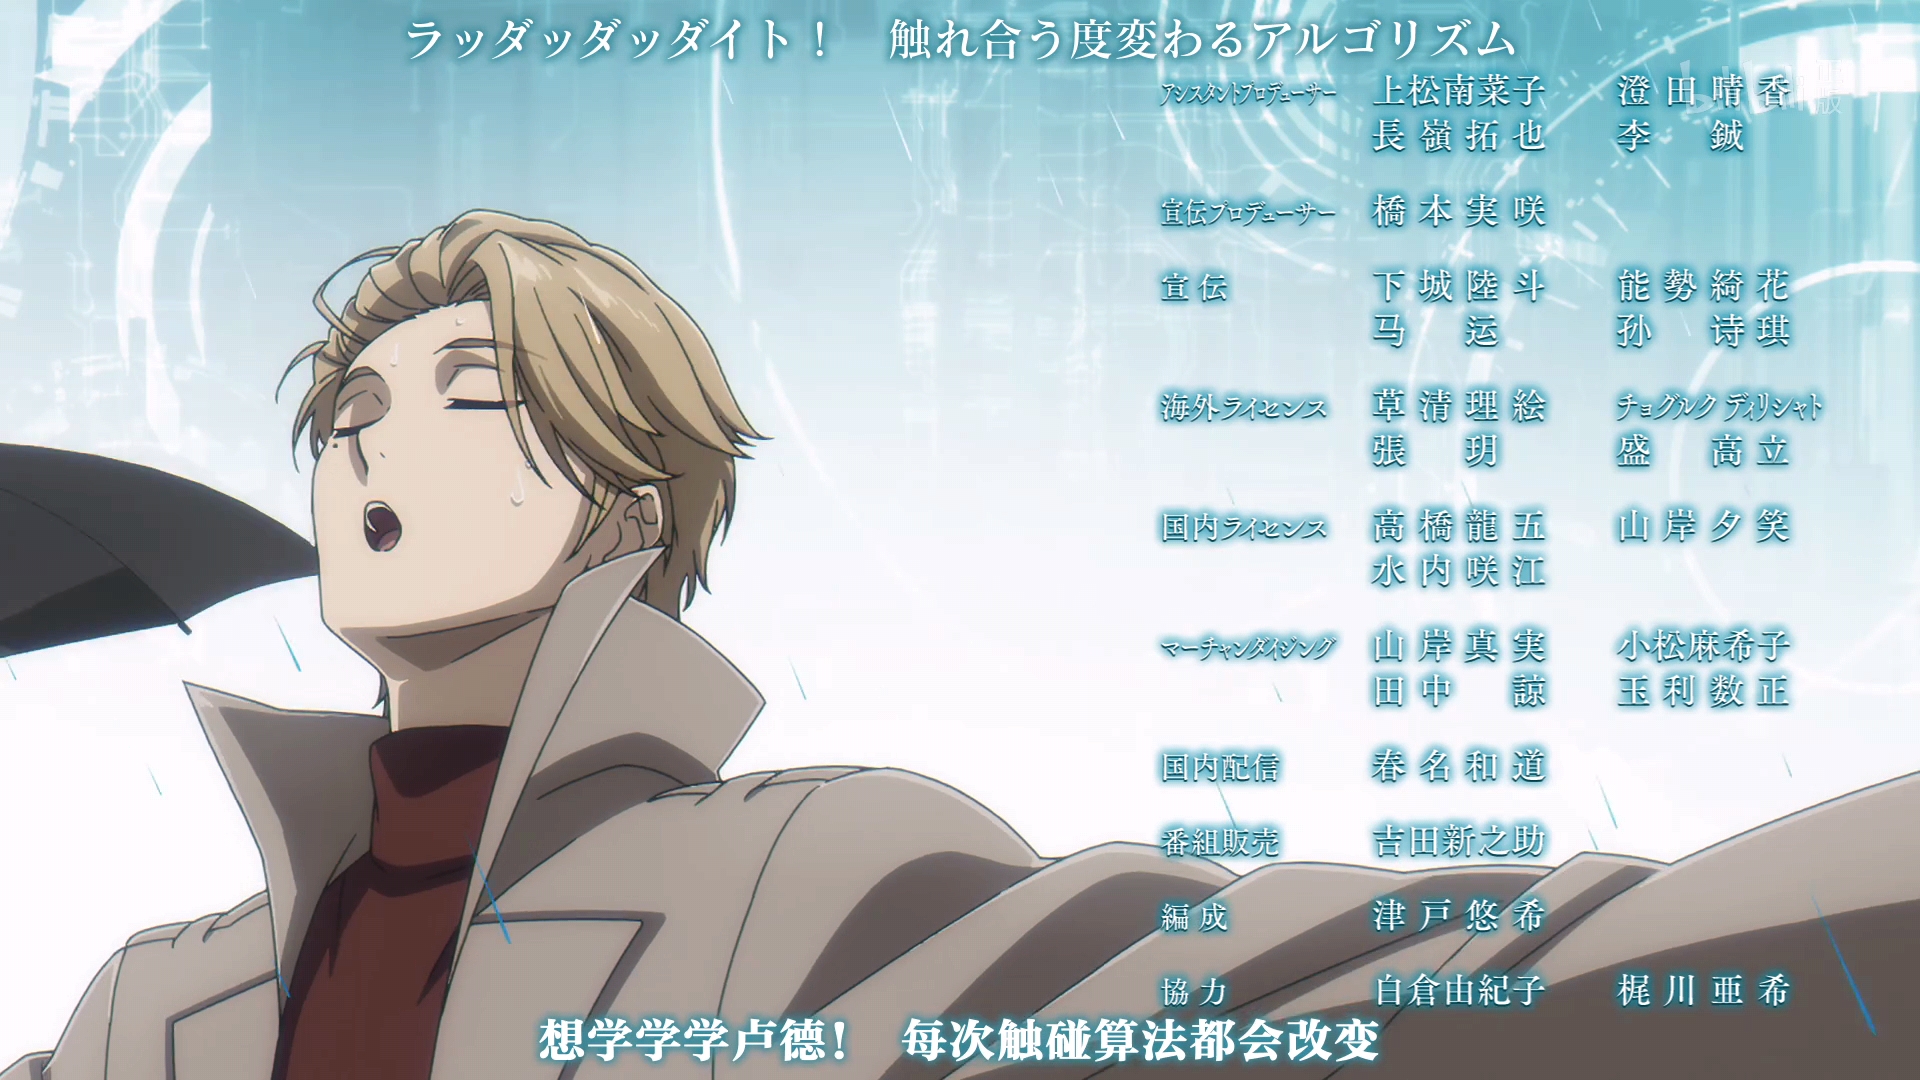 ラッダッダッダイト！　触れ合う度変わるアルゴリズム
アシスタントプロデューサー 上松南菜子 澄田晴香
長嶺拓也 李鋮
宣伝プロデューサー 橋本実咲
宣伝 下城陸斗 能勢綺花
马运 孙诗琪
海外ライセンス 草清理絵 チョグルク ディリシャト
張玥 盛高立
国内ライセンス 高橋龍五 山岸夕笑
水内咲江
マーチャンダイジング 山岸真実 小松麻希子
田中諒 玉利数正
国内配信 春名和道
番組販売 吉田新之助
編成 津戸悠希
協力 白倉由紀子 梶川亜希
想学学学卢德！　每次触碰算法都会改变